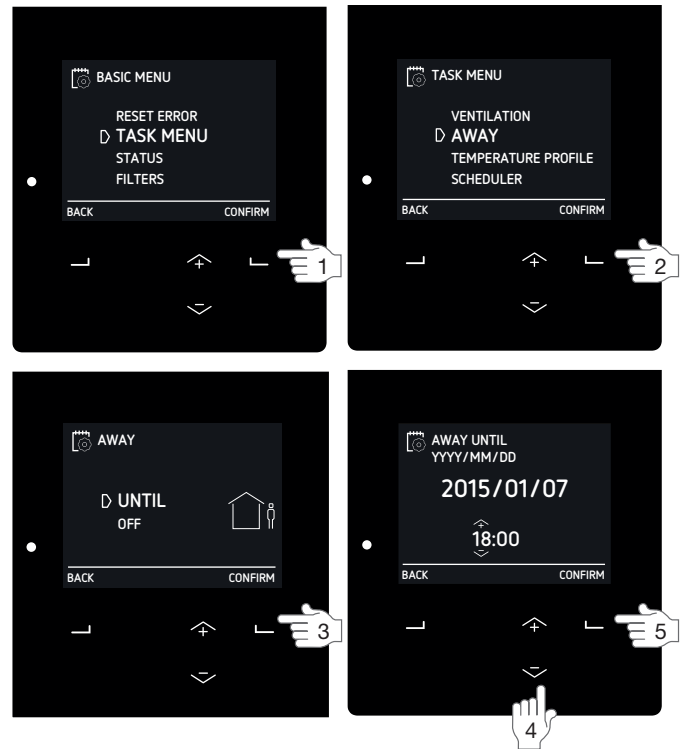 BASIC MENU
RESET ERROR
TASK MENU
STATUS
FILTERS
BACK CONFIRM
+
1
−
TASK MENU
VENTILATION
AWAY
TEMPERATURE PROFILE
SCHEDULER
BACK CONFIRM
+
2
−
AWAY
UNTIL
OFF
BACK CONFIRM
+
3
−
AWAY UNTIL
YYYY/MM/DD
2015/01/07
18:00
BACK CONFIRM
+
5
−
4